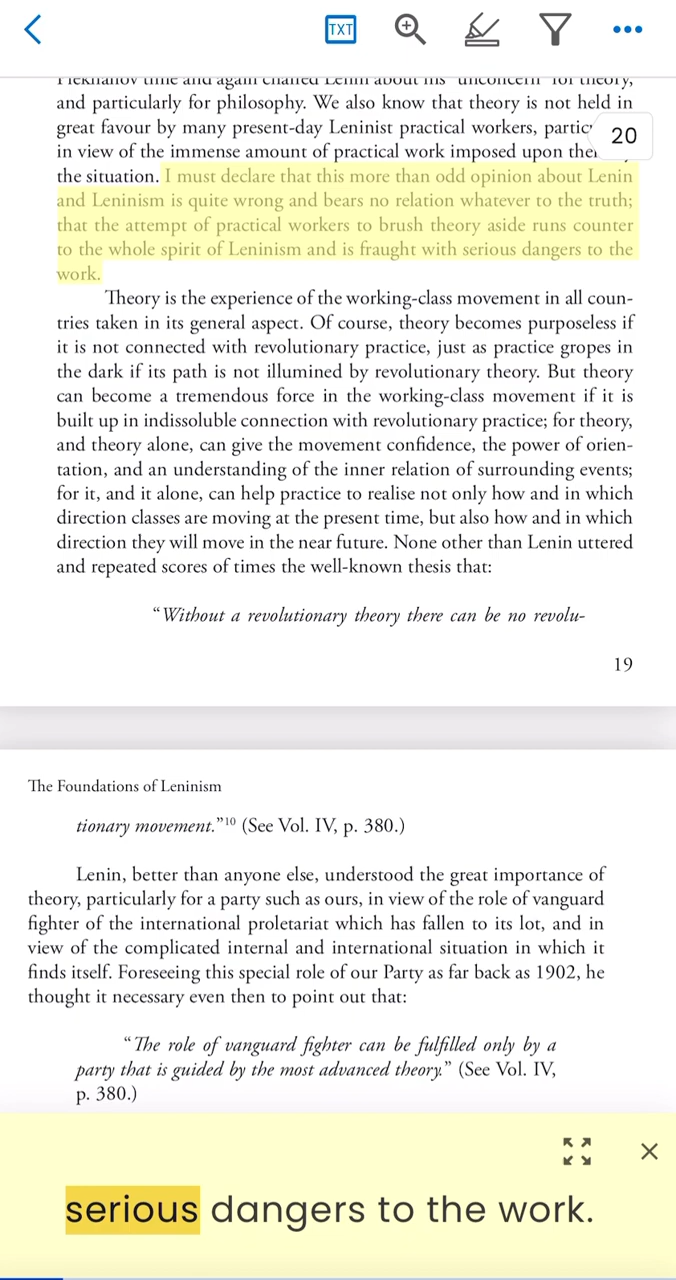 TXT
Plekhanov time and again chaffed Lenin about his "unconcern" for theory,
and particularly for philosophy. We also know that theory is not held in
great favour by many present-day Leninist practical workers,
20
in view of the immense amount of practical work imposed upon
the situation. I must declare that this more than odd opinion about Lenin
and Leninism is quite wrong and bears no relation whatever to the truth;
that the attempt of practical workers to brush theory aside runs counter
to the whole spirit of Leninism and is fraught with serious dangers to the
work.
Theory is the experience of the working-class movement in all coun-
tries taken in its general aspect. Of course, theory becomes purposeless if
it is not connected with revolutionary practice, just as practice gropes in
the dark if its path is not illumined by revolutionary theory. But theory
can become a tremendous force in the working-class movement if it is
built up in indissoluble connection with revolutionary practice; for theory,
and theory alone, can give the movement confidence, the power of orien-
tation, and an understanding of the inner relation of surrounding events;
for it, and it alone, can help practice to realise not only how and in which
direction classes are moving at the present time, but also how and in which
direction they will move in the near future. None other than Lenin uttered
and repeated scores of times the well-known thesis that:
“Without a revolutionary theory there can be no revolu-
19
The Foundations of Leninism
tionary movement.”10 (See Vol. IV, p. 380.)
Lenin, better than anyone else, understood the great importance of
theory, particularly for a party such as ours, in view of the role of vanguard
fighter of the international proletariat which has fallen to its lot, and in
view of the complicated internal and international situation in which it
finds itself. Foreseeing this special role of our Party as far back as 1902, he
thought it necessary even then to point out that:
“The role of vanguard fighter can be fulfilled only by a
party that is guided by the most advanced theory.” (See Vol. IV,
p. 380.)
serious dangers to the work.